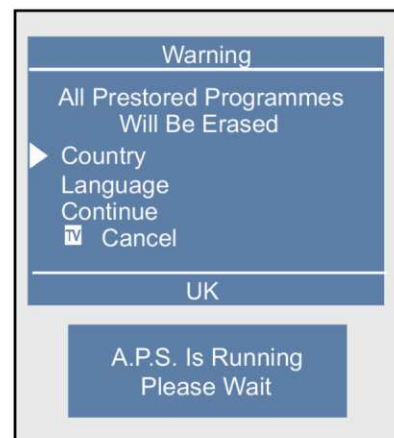 Warning
All Prestored Programmes
Will Be Erased
Country
Language
Continue
TV Cancel
UK
A.P.S. Is Running
Please Wait